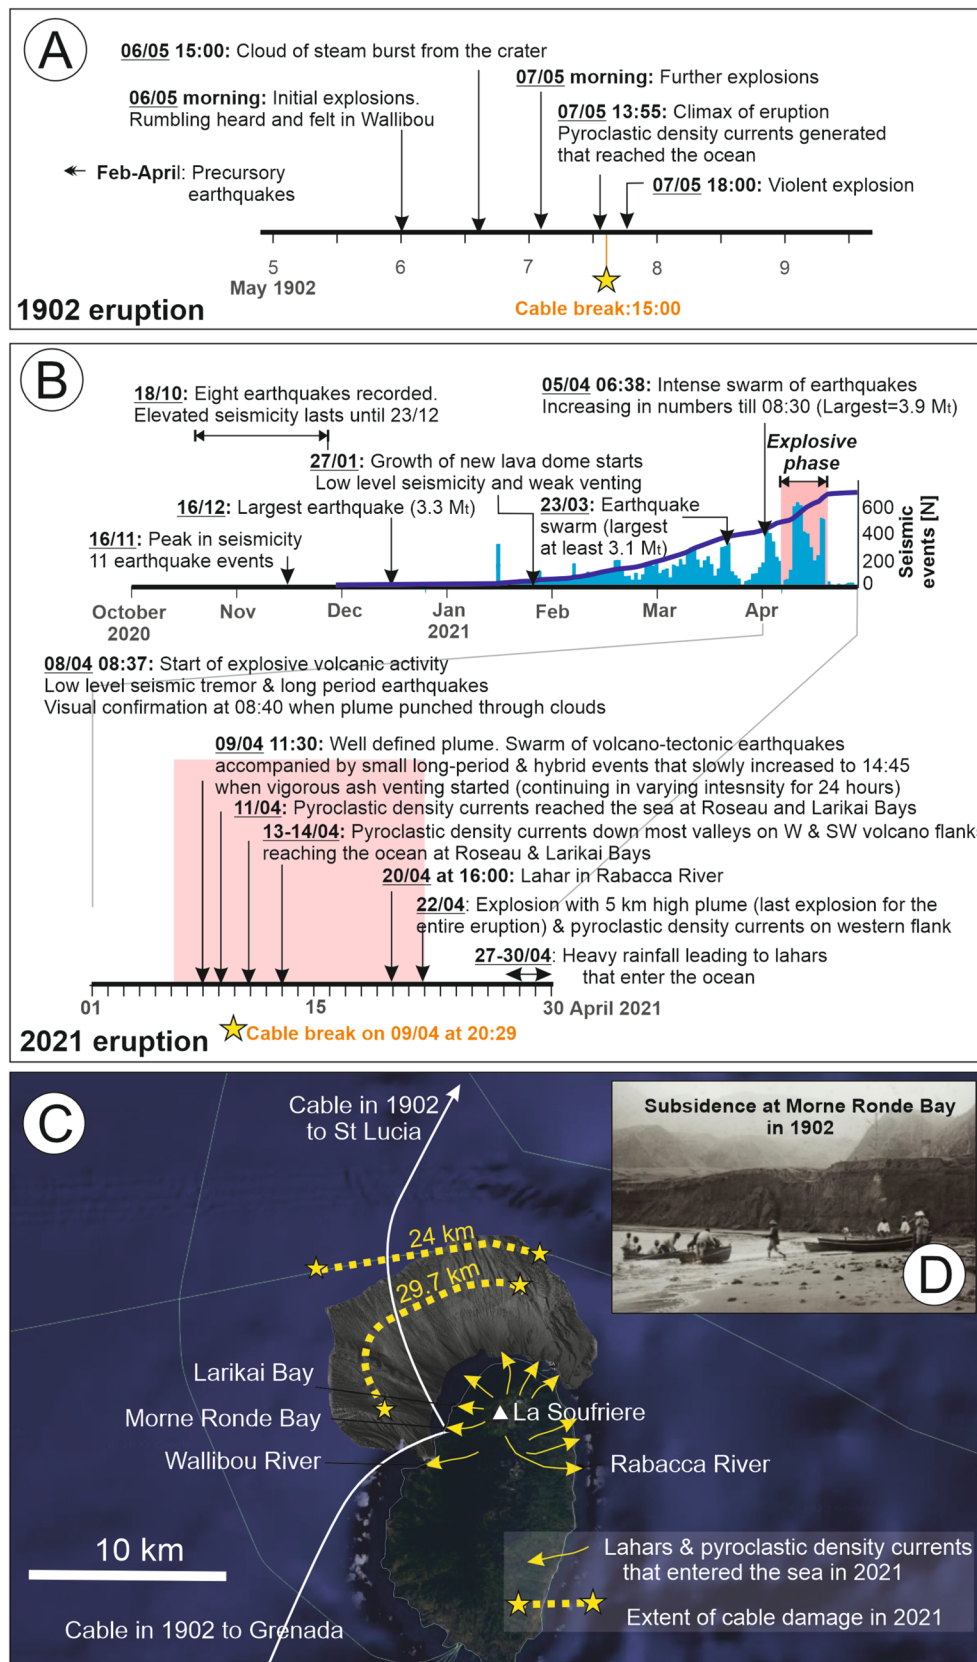 A
06/05 15:00: Cloud of steam burst from the crater
07/05 morning: Further explosions
06/05 morning: Initial explosions.
Rumbling heard and felt in Wallibou
07/05 13:55: Climax of eruption
Pyroclastic density currents generated
that reached the ocean
Feb-April: Precursory
earthquakes
07/05 18:00: Violent explosion
5
6
7
8
9
May 1902
Cable break:15:00
1902 eruption
B
18/10: Eight earthquakes recorded.
Elevated seismicity lasts until 23/12
05/04 06:38: Intense swarm of earthquakes
Increasing in numbers till 08:30 (Largest=3.9 Mt)
Explosive
phase
27/01: Growth of new lava dome starts
Low level seismicity and weak venting
16/12: Largest earthquake (3.3 Mt)
23/03: Earthquake
swarm (largest
at least 3.1 Mt)
16/11: Peak in seismicity
11 earthquake events
600
400
200
0
Seismic
events [N]
October
2020
Nov
Dec
Jan
2021
Feb
Mar
Apr
08/04 08:37: Start of explosive volcanic activity
Low level seismic tremor & long period earthquakes
Visual confirmation at 08:40 when plume punched through clouds
09/04 11:30: Well defined plume. Swarm of volcano-tectonic earthquakes
accompanied by small long-period & hybrid events that slowly increased to 14:45
when vigorous ash venting started (continuing in varying intesnsity for 24 hours)
11/04: Pyroclastic density currents reached the sea at Roseau and Larikai Bays
13-14/04: Pyroclastic density currents down most valleys on W & SW volcano flank
reaching the ocean at Roseau & Larikai Bays
20/04 at 16:00: Lahar in Rabacca River
22/04: Explosion with 5 km high plume (last explosion for the
entire eruption) & pyroclastic density currents on western flank
27-30/04: Heavy rainfall leading to lahars
that enter the ocean
01
15
30 April 2021
2021 eruption
Cable break on 09/04 at 20:29
C
Cable in 1902
to St Lucia
Subsidence at Morne Ronde Bay
in 1902
D
24 km
29.7 km
Larikai Bay
Morne Ronde Bay
La Soufriere
Wallibou River
Rabacca River
10 km
Lahars & pyroclastic density currents
that entered the sea in 2021
Extent of cable damage in 2021
Cable in 1902 to Grenada